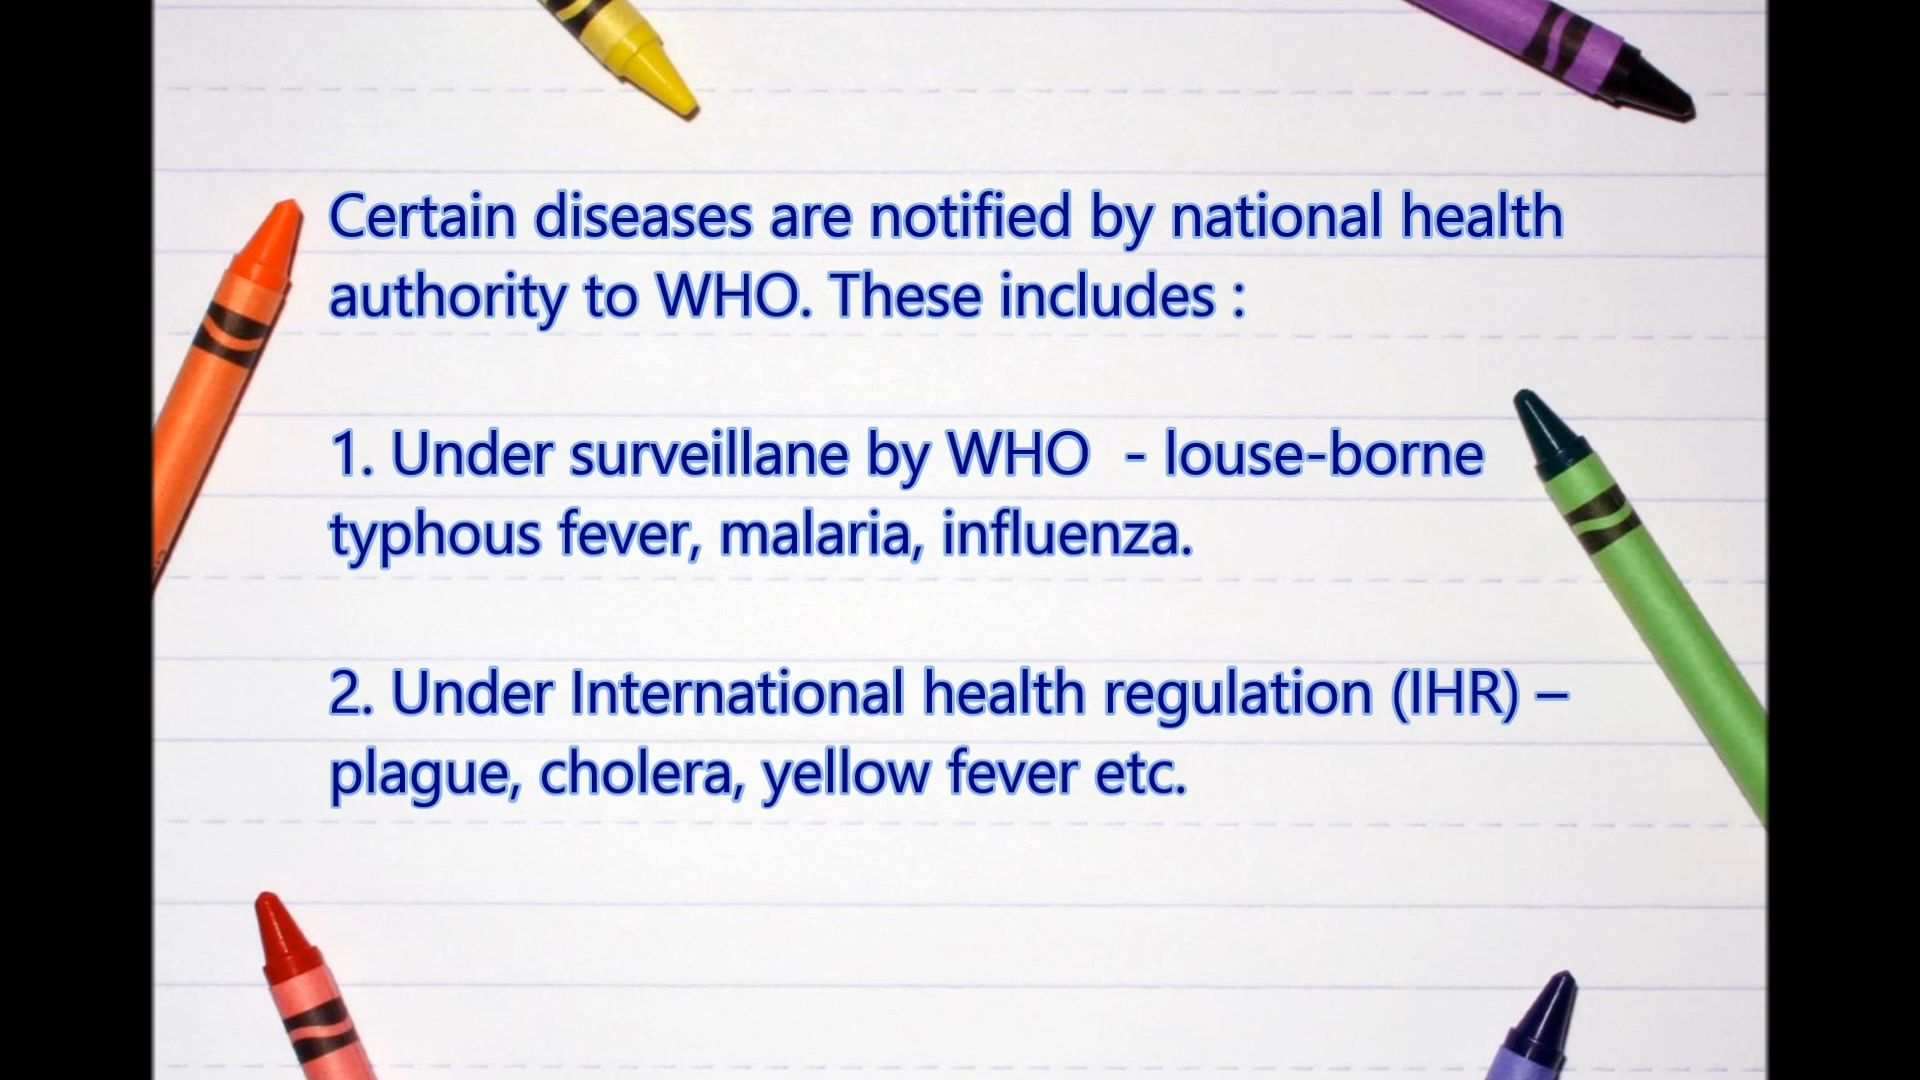 Certain diseases are notified by national health
authority to WHO. These includes :
1. Under surveillane by WHO  - louse-borne
typhous fever, malaria, influenza.
2. Under International health regulation (IHR) –
plague, cholera, yellow fever etc.